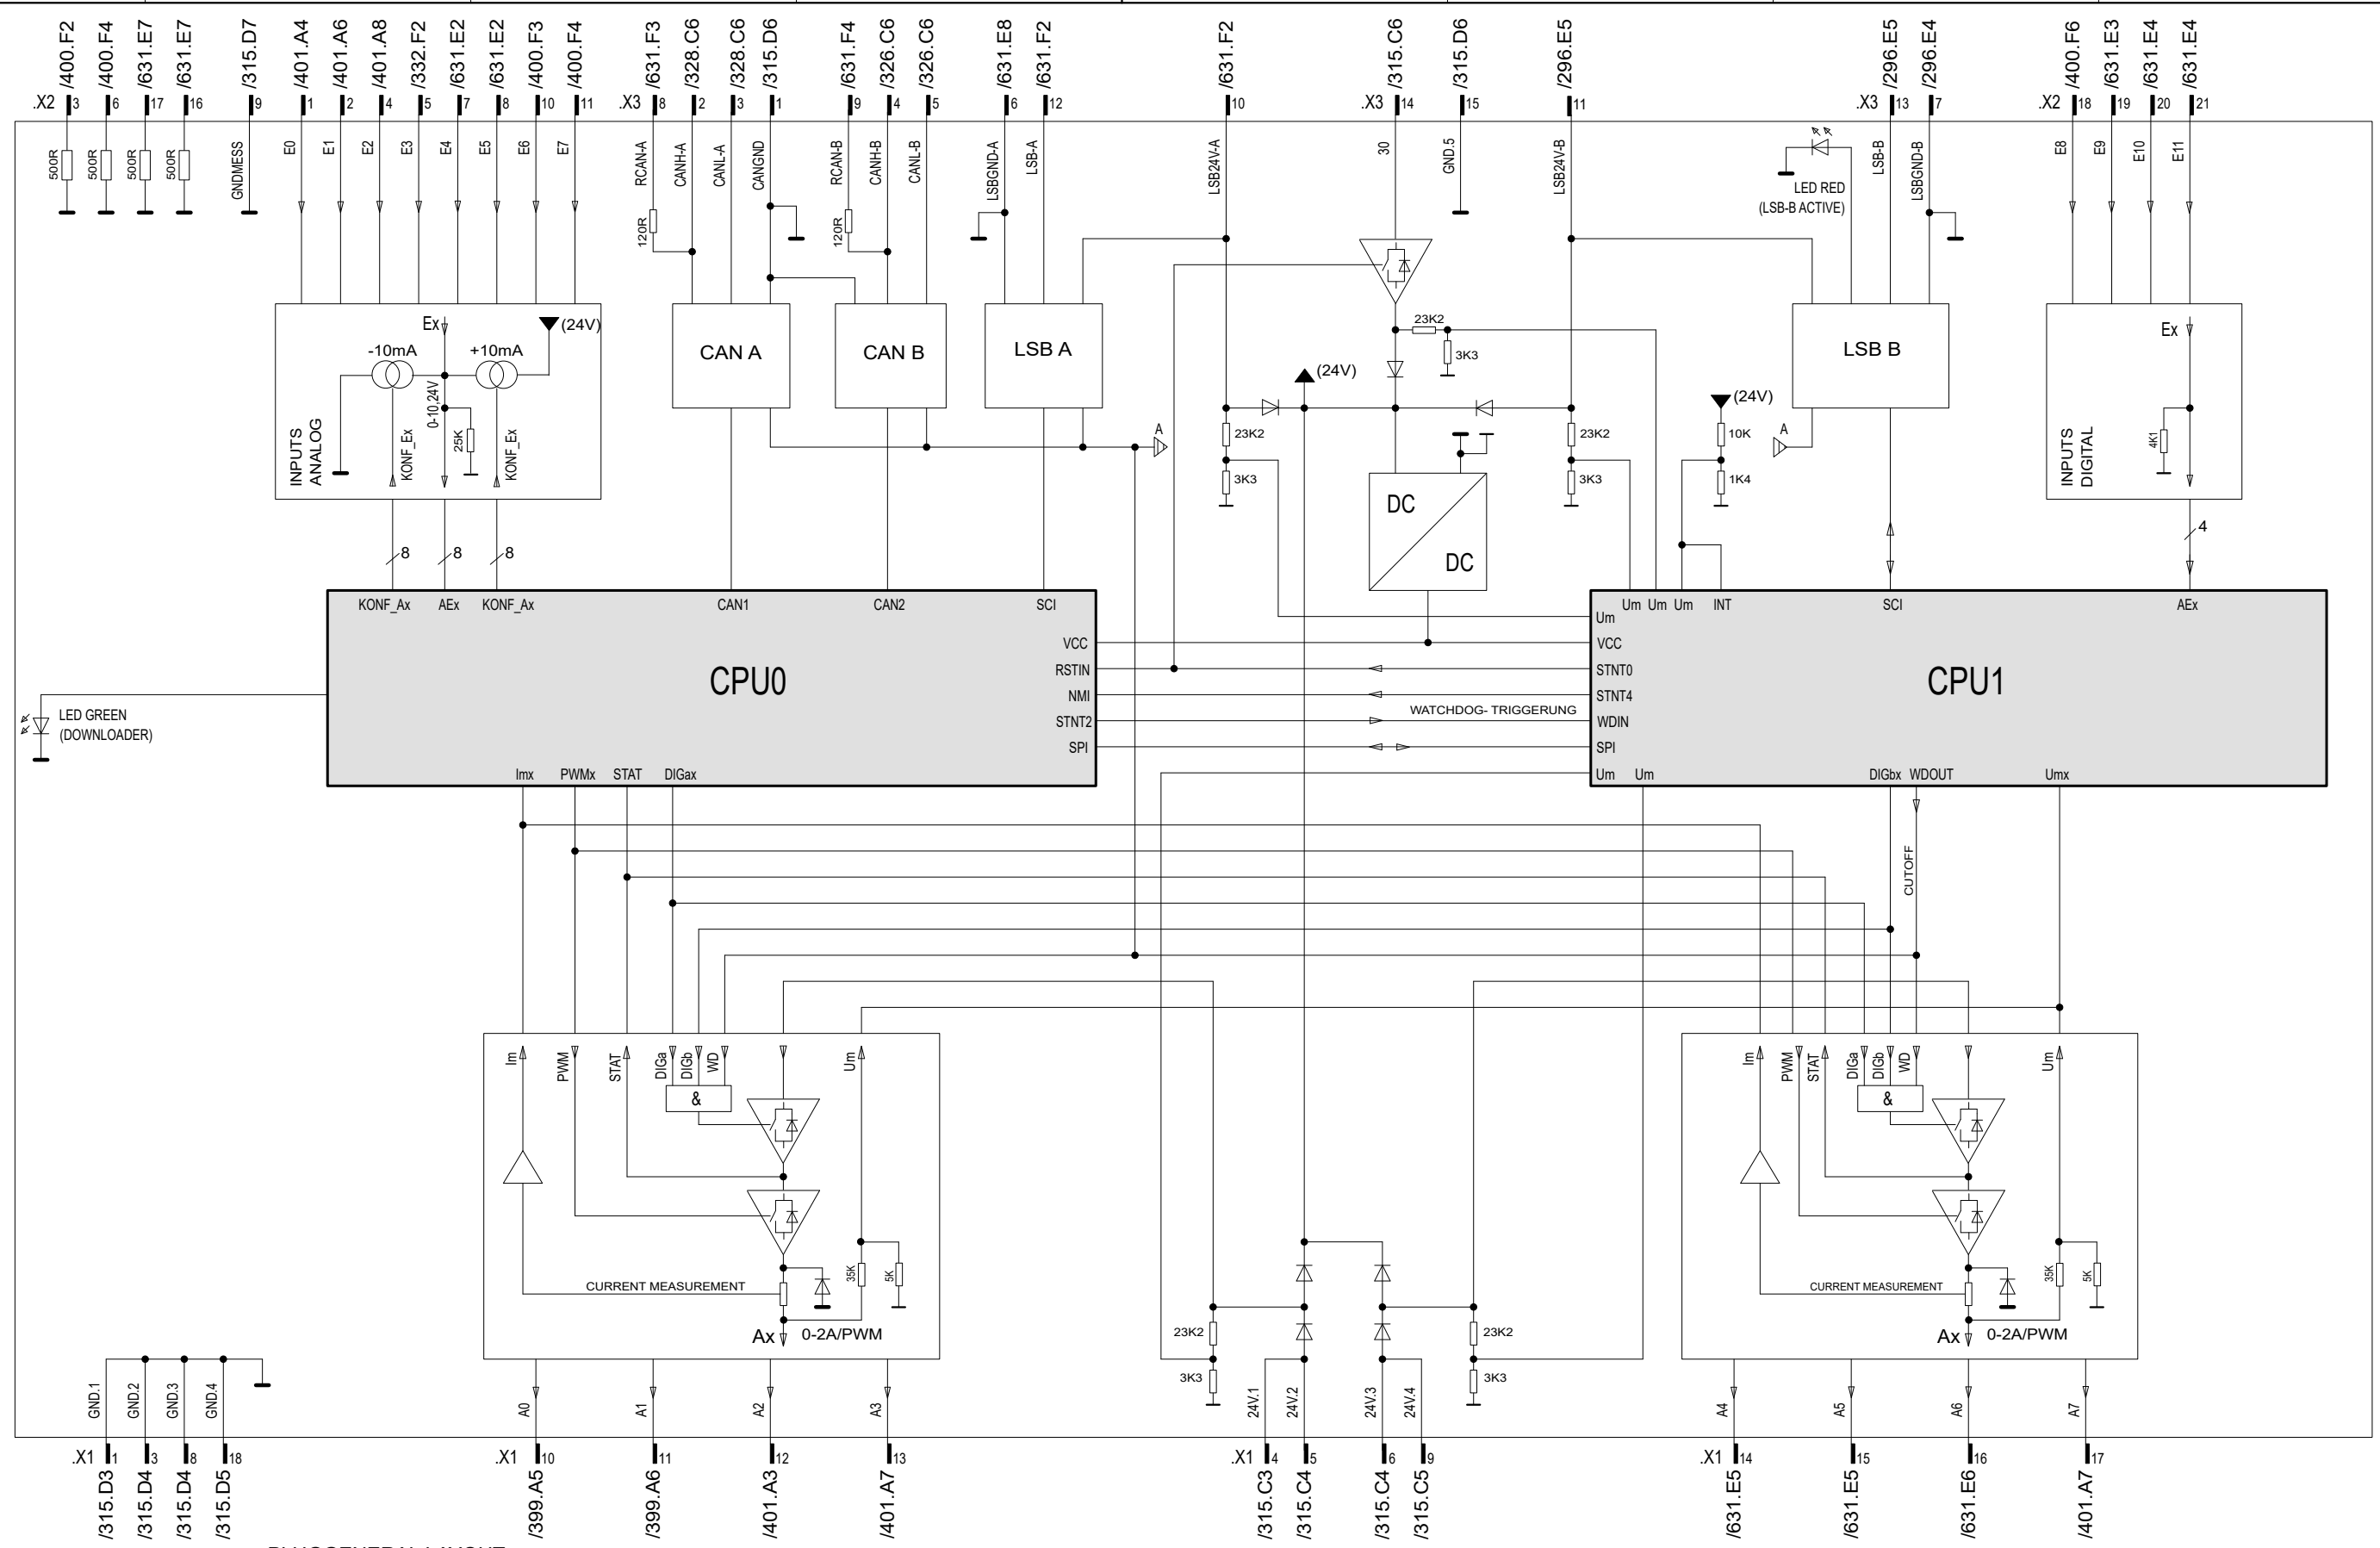 /400.F2 /400.F4 /631.E7 /631.E7 /315.D7 /401.A4 /401.A6 /401.A8 /332.F2 /631.E2 /631.E2 /400.F3 /400.F4 /631.F3 /328.C6 /328.C6 /315.D6 /631.F4 /326.C6 /326.C6 /631.E8 /631.F2 /631.F2 /315.C6 /315.D6 /296.E5 /296.E5 /296.E4 /400.F6 /631.E3 /631.E4 /631.E4
.X2 3 6 17 16 9 1 2 4 5 7 8 10 11 .X3 8 2 3 1 9 4 5 6 12 10 .X3 14 15 11 .X3 13 7 .X2 18 19 20 21
500R 500R 500R 500R GNDMESS E0 E1 E2 E3 E4 E5 E6 E7 RCAN-A CANH-A CANL-A CANGND RCAN-B CANH-B CANL-B LSBGND-A LSB-A LSB24V-A 30 GND.5 LSB24V-B LSB-B LSBGND-B E8 E9 E10 E11
LED RED
(LSB-B ACTIVE)
120R 120R
Ex (24V)
-10mA +10mA
0-10,24V
25K
KONF_Ex KONF_Ex
INPUTS
ANALOG
CAN A
CAN B
LSB A
23K2
3K3
(24V)
A
23K2
3K3
23K2
3K3
DC
DC
(24V)
10K
1K4
A
LSB B
Ex
4K1
INPUTS
DIGITAL
8 8 8
4
KONF_Ax AEx KONF_Ax CAN1 CAN2 SCI
Um Um Um INT SCI AEx
Um
VCC VCC
RSTIN STNT0
CPU0
CPU1
NMI STNT4
WATCHDOG- TRIGGERUNG
STNT2 WDIN
SPI SPI
LED GREEN
(DOWNLOADER)
Imx PWMx STAT DIGax
Um Um DIGbx WDOUT Umx
CUTOFF
Im PWM STAT DIGa DIGb WD Um
&
35K 5K
CURRENT MEASUREMENT
Ax 0-2A/PWM
23K2
3K3
23K2
3K3
Im PWM STAT DIGa DIGb WD Um
&
35K 5K
CURRENT MEASUREMENT
Ax 0-2A/PWM
GND.1 GND.2 GND.3 GND.4 A0 A1 A2 A3 24V.1 24V.2 24V.3 24V.4 A4 A5 A6 A7
.X1 1 3 8 18 .X1 10 11 12 13 .X1 4 5 6 9 .X1 14 15 16 17
/315.D3 /315.D4 /315.D4 /315.D5 /399.A5 /399.A6 /401.A3 /401.A7 /315.C3 /315.C4 /315.C4 /315.C5 /631.E5 /631.E5 /631.E6 /401.A7